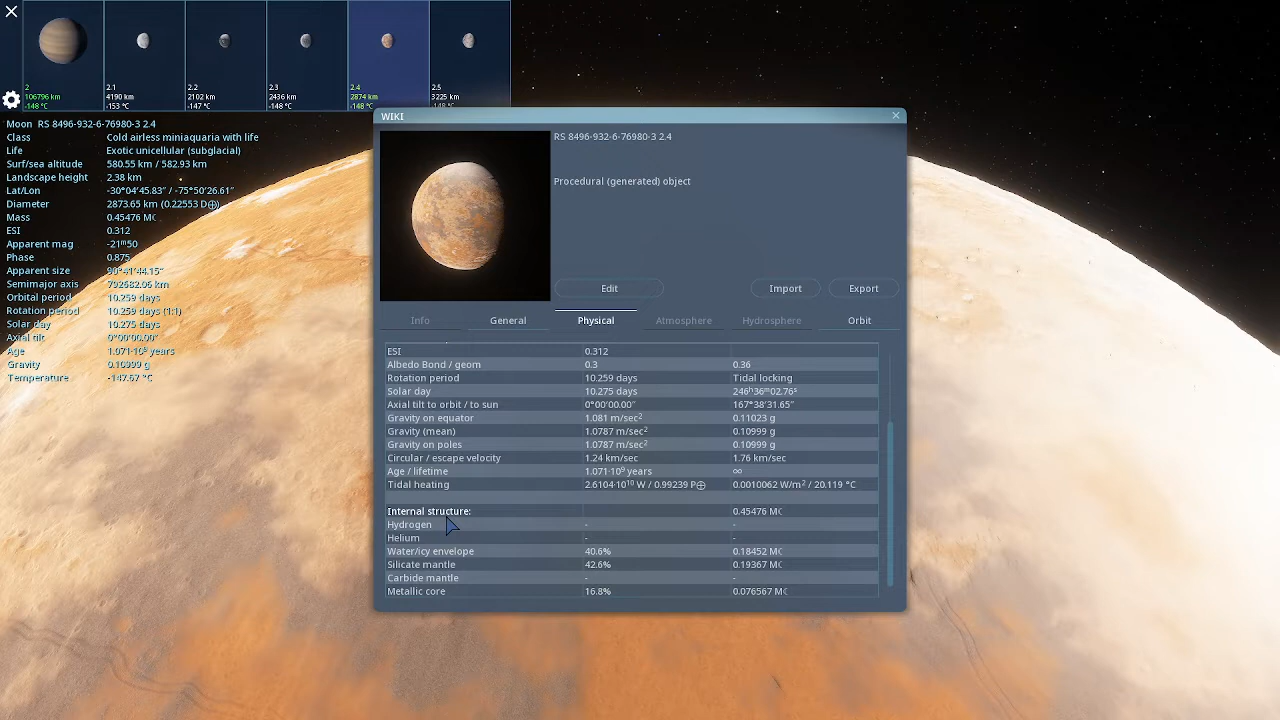 2
106796 km
-148 °C
2.1
4190 km
-153 °C
2.2
2102 km
-147 °C
2.3
2436 km
-148 °C
2.4
2874 km
-148 °C
2.5
3225 km
-148 °C
Moon RS 8496-932-6-76980-3 2.4
Class Cold airless miniaquaria with life
Life Exotic unicellular (subglacial)
Surf/sea altitude 580.55 km / 582.93 km
Landscape height 2.38 km
Lat/Lon -30°04′45.83″ / -75°50′26.61″
Diameter 2873.65 km (0.22553 D⊕)
Mass 0.45476 M☾
ESI 0.312
Apparent mag -21ᵐ50
Phase 0.875
Apparent size 90°41′44.15″
Semimajor axis 792682.06 km
Orbital period 10.259 days
Rotation period 10.259 days (1:1)
Solar day 10.275 days
Axial tilt 0°00′00.00″
Age 1.071·10⁹ years
Gravity 0.10999 g
Temperature -147.67 °C
WIKI
RS 8496-932-6-76980-3 2.4
Procedural (generated) object
Edit Import Export
Info General Physical Atmosphere Hydrosphere Orbit
ESI 0.312
Albedo Bond / geom 0.3 0.36
Rotation period 10.259 days Tidal locking
Solar day 10.275 days 246ʰ36ᵐ02.76ˢ
Axial tilt to orbit / to sun 0°00′00.00″ 167°38′31.65″
Gravity on equator 1.081 m/sec² 0.11023 g
Gravity (mean) 1.0787 m/sec² 0.10999 g
Gravity on poles 1.0787 m/sec² 0.10999 g
Circular / escape velocity 1.24 km/sec 1.76 km/sec
Age / lifetime 1.071·10⁹ years ∞
Tidal heating 2.6104·10¹⁰ W / 0.99239 P⊕ 0.0010062 W/m² / 20.119 °C
Internal structure: 0.45476 M☾
Hydrogen - -
Helium - -
Water/icy envelope 40.6% 0.18452 M☾
Silicate mantle 42.6% 0.19367 M☾
Carbide mantle - -
Metallic core 16.8% 0.076567 M☾